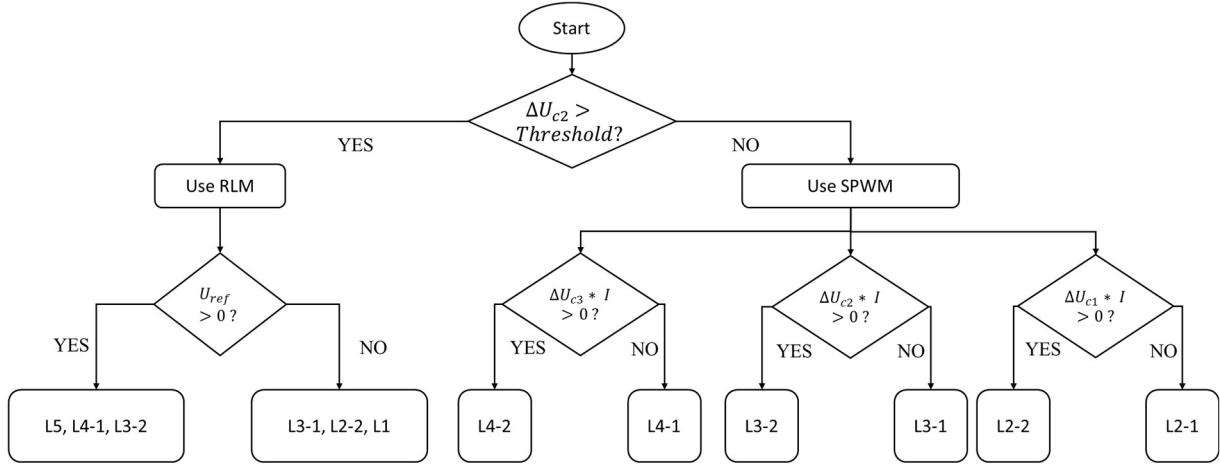 Start
ΔU_c2 >
Threshold?
YES
NO
Use RLM
Use SPWM
U_ref
> 0 ?
ΔU_c3 * I
> 0 ?
ΔU_c2 * I
> 0 ?
ΔU_c1 * I
> 0 ?
YES
NO
YES
NO
YES
NO
YES
NO
L5, L4-1, L3-2
L3-1, L2-2, L1
L4-2
L4-1
L3-2
L3-1
L2-2
L2-1